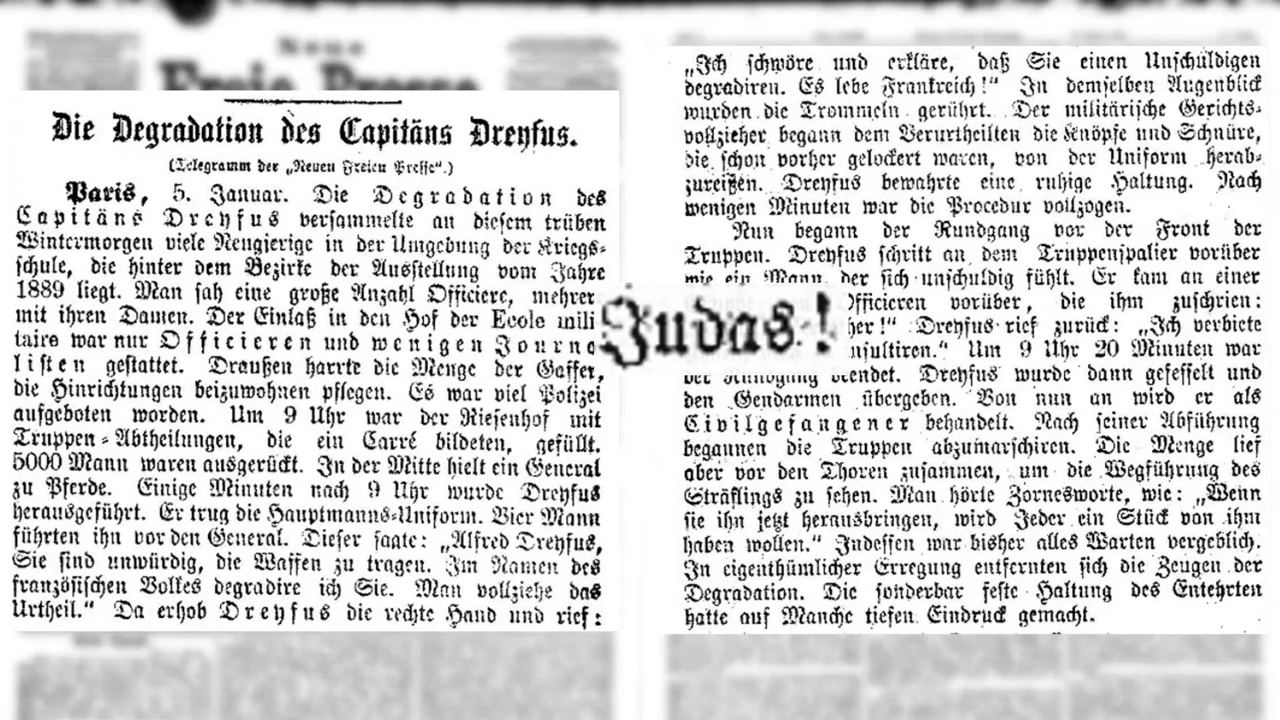 Neue
Freie Presse
Die Degradation des Capitäns Dreyfus.
(Telegramm der „Neuen Freien Presse“.)
Paris, 5. Januar. Die Degradation des
Capitäns Dreyfus versammelte an diesem trüben
Wintermorgen viele Neugierige in der Umgebung der Kriegs-
schule, die hinter dem Bezirke der Ausstellung vom Jahre
1889 liegt. Man sah eine große Anzahl Officiere, mehrer
mit ihren Damen. Der Einlaß in den Hof der Ecole mili
taire war nur Officieren und wenigen Journa
listen gestattet. Draußen harrte die Menge der Gaffer,
die Hinrichtungen beizuwohnen pflegen. Es war viel Polizei
aufgeboten worden. Um 9 Uhr war der Riesenhof mit
Truppen-Abtheilungen, die ein Carré bildeten, gefüllt.
5000 Mann waren ausgerückt. In der Mitte hielt ein General
zu Pferde. Einige Minuten nach 9 Uhr wurde Dreyfus
herausgeführt. Er trug die Hauptmanns-Uniform. Vier Mann
führten ihn vor den General. Dieser sagte: „Alfred Dreyfus,
Sie sind unwürdig, die Waffen zu tragen. Im Namen des
französischen Volkes degradire ich Sie. Man vollziehe das
Urtheil.“ Da erhob Dreyfus die rechte Hand und rief:
„Ich schwöre und erkläre, daß Sie einen Unschuldigen
degradiren. Es lebe Frankreich!“ In demselben Augenblick
wurden die Trommeln gerührt. Der militärische Gerichts-
vollzieher begann dem Verurtheilten die Knöpfe und Schnüre,
die schon vorher gelockert waren, von der Uniform herab-
zureißen. Dreyfus bewahrte eine ruhige Haltung. Nach
wenigen Minuten war die Procedur vollzogen.
Nun begann der Rundgang vor der Front der
Truppen. Dreyfus schritt an dem Truppenspalier vorüber
wie ein Mann, der sich unschuldig fühlt. Er kam an einer
Officieren vorüber, die ihm zuschrien:
Judas!
her!“ Dreyfus rief zurück: „Ich verbiete
insultiren.“ Um 9 Uhr 20 Minuten war
der Rundgang beendet. Dreyfus wurde dann gefesselt und
den Gendarmen übergeben. Von nun an wird er als
Civilgefangener behandelt. Nach seiner Abführung
begannen die Truppen abzumarschiren. Die Menge lief
aber vor den Thoren zusammen, um die Wegführung des
Sträflings zu sehen. Man hörte Zornesworte, wie: „Wenn
sie ihn jetzt herausbringen, wird Jeder ein Stück von ihm
haben wollen.“ Indessen war bisher alles Warten vergeblich.
In eigenthümlicher Erregung entfernten sich die Zeugen der
Degradation. Die sonderbar feste Haltung des Entehrten
hatte auf Manche tiefen Eindruck gemacht.